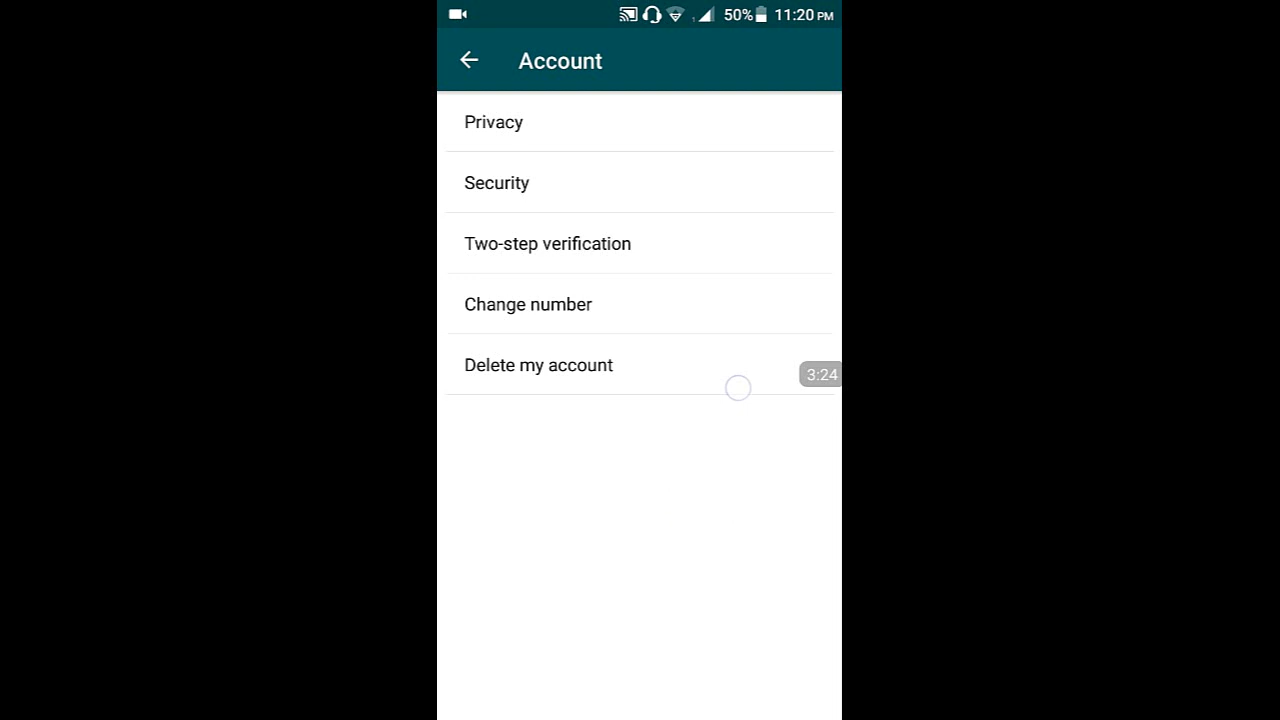 50% 11:20 PM
Account
Privacy
Security
Two-step verification
Change number
Delete my account
3:24